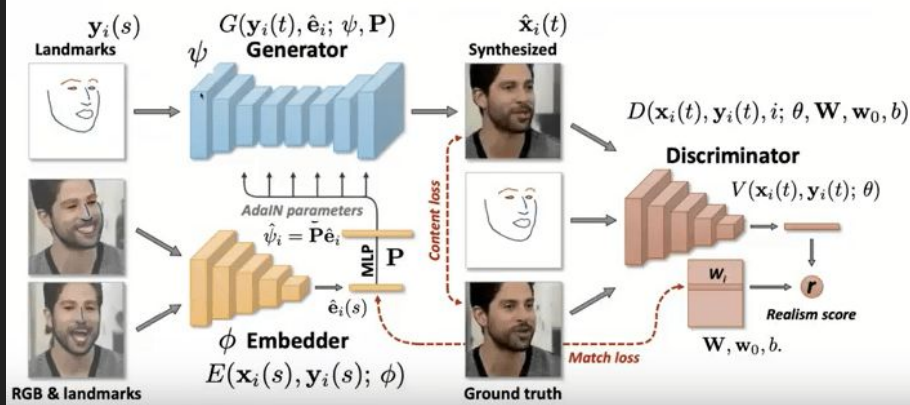 y_i(s)
Landmarks
G(y_i(t), ê_i; ψ, P)
Generator
ψ
x̂_i(t)
Synthesized
D(x_i(t), y_i(t), i; θ, W, w_0, b)
Discriminator
V(x_i(t), y_i(t); θ)
AdaIN parameters
ψ̂_i = P̃ê_i
MLP
P
Content loss
ê_i(s)
W_i
r
Realism score
W, w_0, b.
ϕ Embedder
E(x_i(s), y_i(s); ϕ)
Match loss
RGB & landmarks
Ground truth